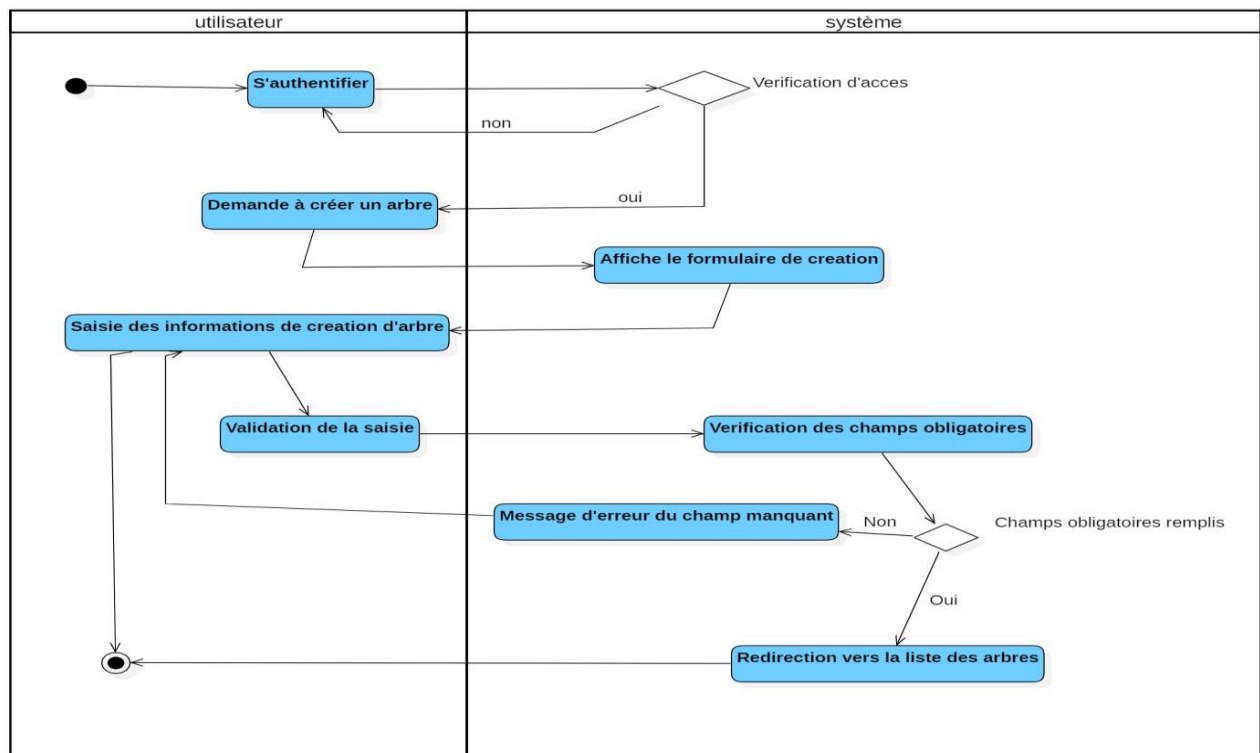 utilisateur
système
S'authentifier
Verification d'acces
non
oui
Demande à créer un arbre
Affiche le formulaire de creation
Saisie des informations de creation d'arbre
Validation de la saisie
Verification des champs obligatoires
Message d'erreur du champ manquant
Non
Champs obligatoires remplis
Oui
Redirection vers la liste des arbres